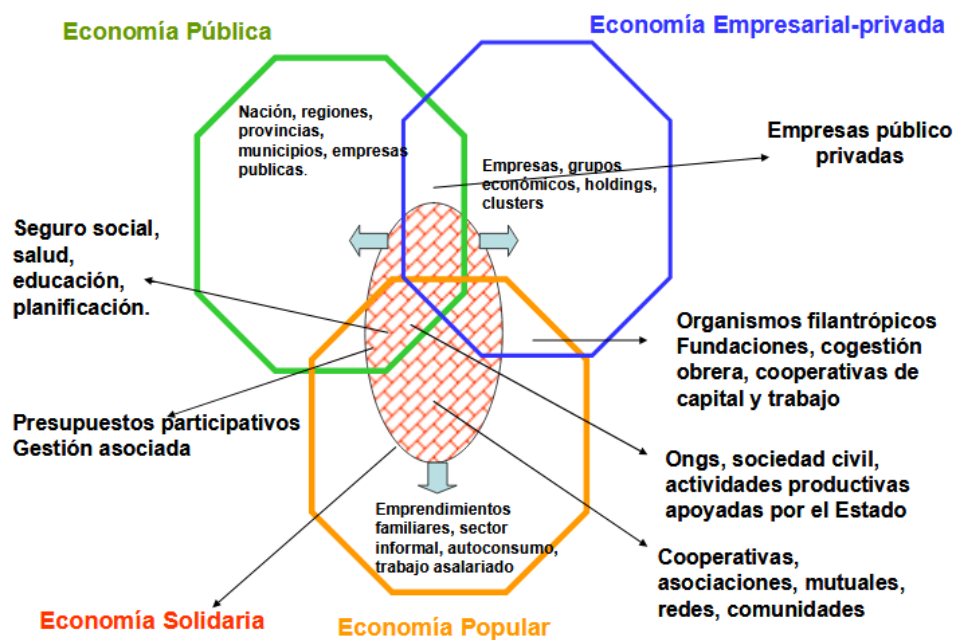 Economía Pública
Economía Empresarial-privada
Nación, regiones,
provincias,
municipios, empresas
publicas.
Empresas, grupos
económicos, holdings,
clusters
Empresas público
privadas
Seguro social,
salud,
educación,
planificación.
Organismos filantrópicos
Fundaciones, cogestión
obrera, cooperativas de
capital y trabajo
Presupuestos participativos
Gestión asociada
Ongs, sociedad civil,
actividades productivas
apoyadas por el Estado
Emprendimientos
familiares, sector
informal, autoconsumo,
trabajo asalariado
Cooperativas,
asociaciones, mutuales,
redes, comunidades
Economía Solidaria
Economía Popular